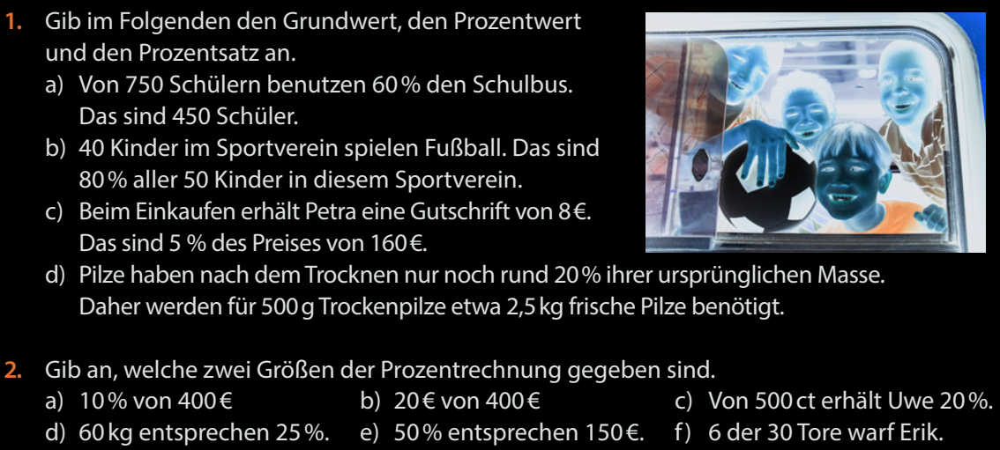 1. Gib im Folgenden den Grundwert, den Prozentwert
und den Prozentsatz an.
a) Von 750 Schülern benutzen 60 % den Schulbus.
Das sind 450 Schüler.
b) 40 Kinder im Sportverein spielen Fußball. Das sind
80 % aller 50 Kinder in diesem Sportverein.
c) Beim Einkaufen erhält Petra eine Gutschrift von 8 €.
Das sind 5 % des Preises von 160 €.
d) Pilze haben nach dem Trocknen nur noch rund 20 % ihrer ursprünglichen Masse.
Daher werden für 500 g Trockenpilze etwa 2,5 kg frische Pilze benötigt.
2. Gib an, welche zwei Größen der Prozentrechnung gegeben sind.
a) 10 % von 400 € b) 20 € von 400 € c) Von 500 ct erhält Uwe 20 %.
d) 60 kg entsprechen 25 %. e) 50 % entsprechen 150 €. f) 6 der 30 Tore warf Erik.